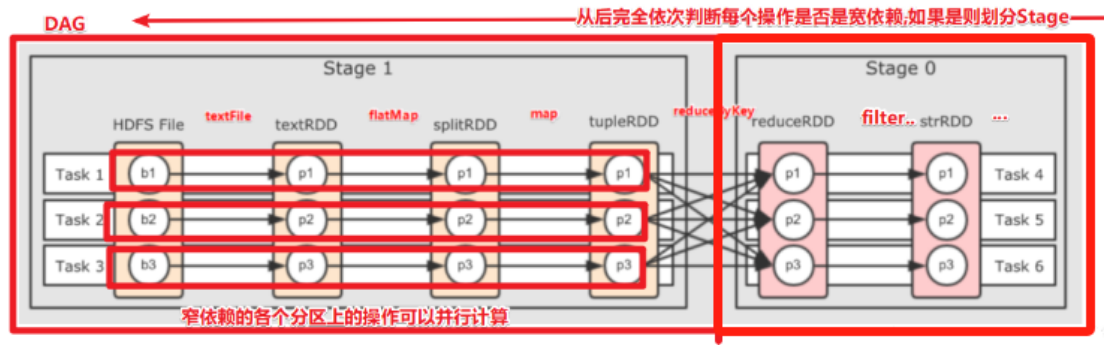 DAG
从后完全依次判断每个操作是否是宽依赖,如果是则划分Stage
Stage 1
Stage 0
textFile
flatMap
map
reduceByKey
filter..
...
HDFS File
textRDD
splitRDD
tupleRDD
reduceRDD
strRDD
Task 1 b1 p1 p1 p1 p1 p1 Task 4
Task 2 b2 p2 p2 p2 p2 p2 Task 5
Task 3 b3 p3 p3 p3 p3 p3 Task 6
窄依赖的各个分区上的操作可以并行计算